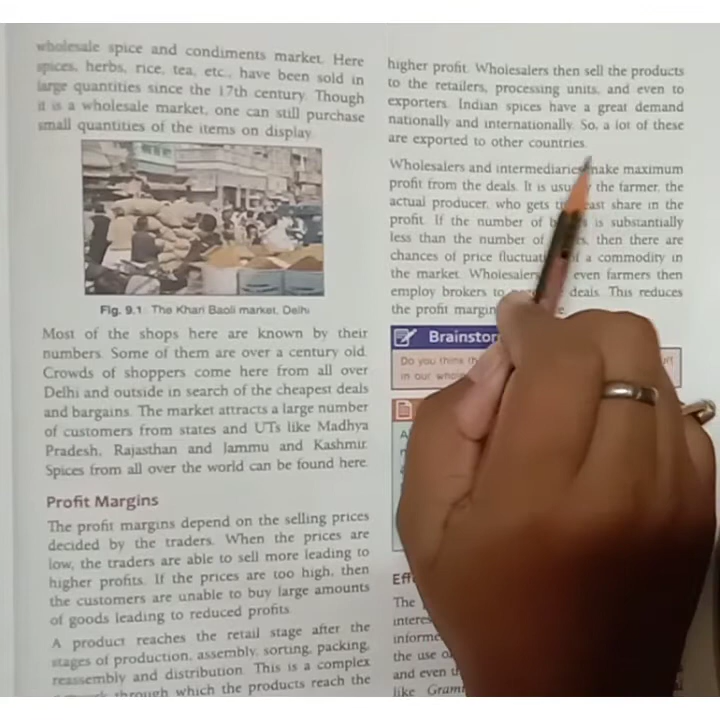 wholesale spice and condiments market. Here
spices, herbs, rice, tea, etc., have been sold in
large quantities since the 17th century. Though
it is a wholesale market, one can still purchase
small quantities of the items on display.
Fig. 9.1: The Khari Baoli market, Delhi
Most of the shops here are known by their
numbers. Some of them are over a century old.
Crowds of shoppers come here from all over
Delhi and outside in search of the cheapest deals
and bargains. The market attracts a large number
of customers from states and UTs like Madhya
Pradesh, Rajasthan and Jammu and Kashmir.
Spices from all over the world can be found here.
Profit Margins
The profit margins depend on the selling prices
decided by the traders. When the prices are
low, the traders are able to sell more leading to
higher profits. If the prices are too high, then
the customers are unable to buy large amounts
of goods leading to reduced profits.
A product reaches the retail stage after the
stages of production, assembly, sorting, packing,
reassembly and distribution. This is a complex
through which the products reach the
higher profit. Wholesalers then sell the products
to the retailers, processing units, and even to
exporters. Indian spices have a great demand
nationally and internationally. So, a lot of these
are exported to other countries.
Wholesalers and intermediaries make maximum
profit from the deals. It is the farmer, the
actual producer, who gets share in the
profit. If the number of is substantially
less than the number of then there are
chances of price of a commodity in
the market. even farmers then
employ brokers to deals. This reduces
the profit
Do you think
in our
The
the use
and even
like